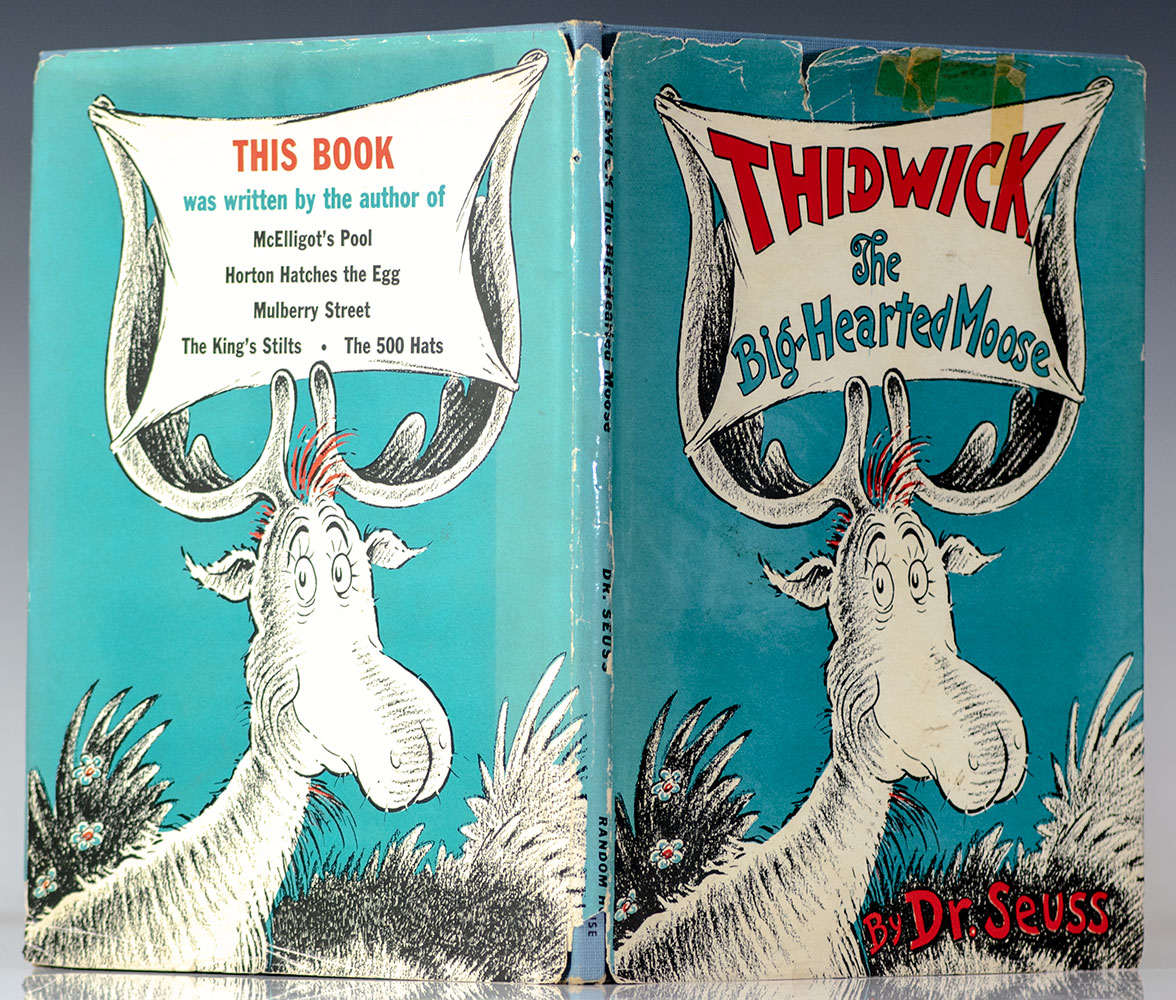 THIS BOOK
was written by the author of
McElligot's Pool
Horton Hatches the Egg
Mulberry Street
The King's Stilts • The 500 Hats
THIDWICK The Big-Hearted Moose
DR. SEUSS
RANDOM
SE
THIDWICK
The
Big-Hearted Moose
By Dr. Seuss